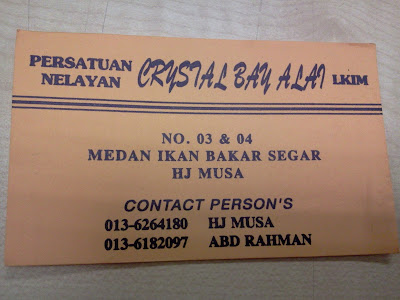 PERSATUAN NELAYAN CRYSTAL BAY ALAI LKIM
NO. 03 & 04
MEDAN IKAN BAKAR SEGAR
HJ MUSA
CONTACT PERSON'S
013-6264180 HJ MUSA
013-6182097 ABD RAHMAN